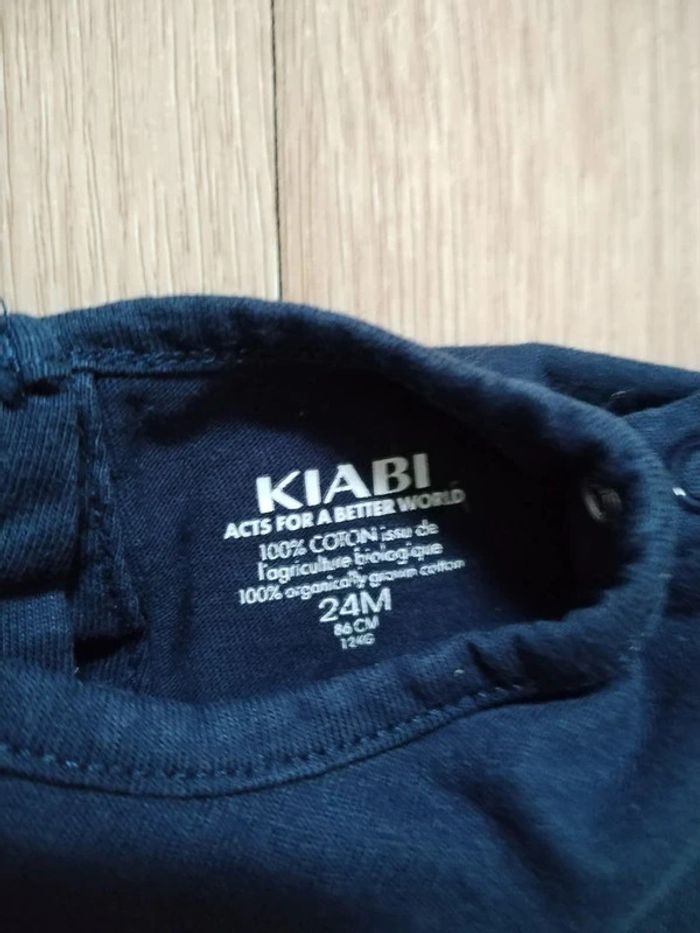 KIABI
ACTS FOR A BETTER WORLD
100% COTON issu de
l'agriculture biologique
100% organically grown cotton
24M
86 CM
12KG